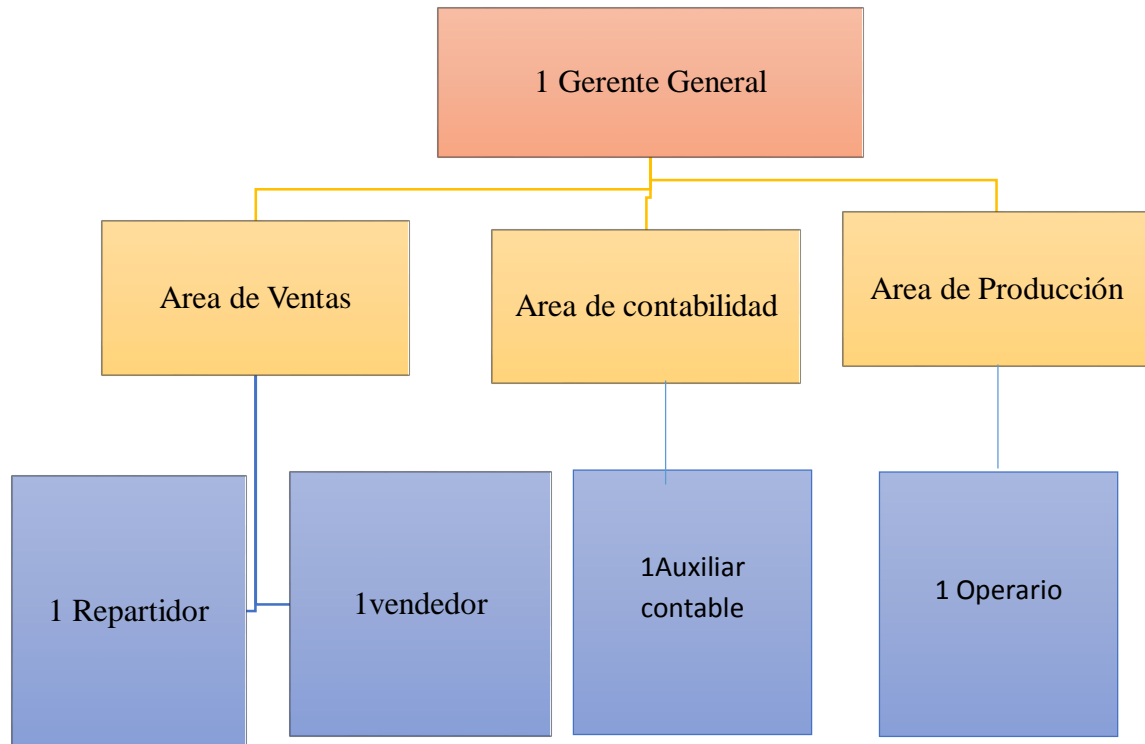 1 Gerente General
Area de Ventas
Area de contabilidad
Area de Producción
1 Repartidor
1vendedor
1Auxiliar
contable
1 Operario